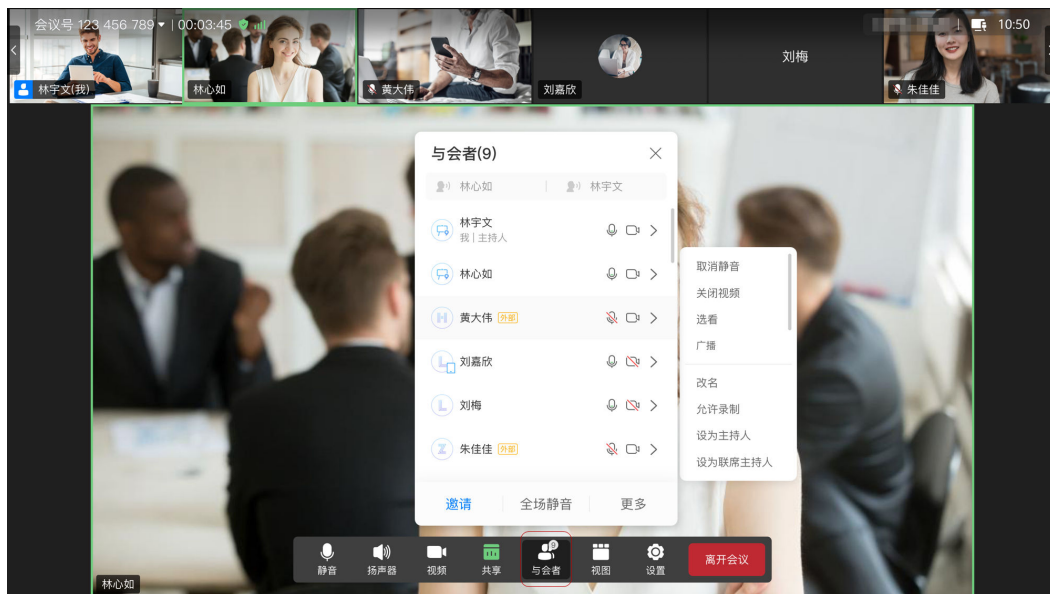 会议号 123 456 789 | 00:03:45
10:50
林宇文(我)
林心如
黄大伟
刘嘉欣
刘梅
朱佳佳
与会者(9)
林心如 | 林宇文
林宇文
我 | 主持人
林心如
H 黄大伟 外部
L 刘嘉欣
L 刘梅
Z 朱佳佳 外部
邀请 全场静音 更多
取消静音
关闭视频
选看
广播
改名
允许录制
设为主持人
设为联席主持人
9
静音 扬声器 视频 共享 与会者 视图 设置 离开会议
林心如